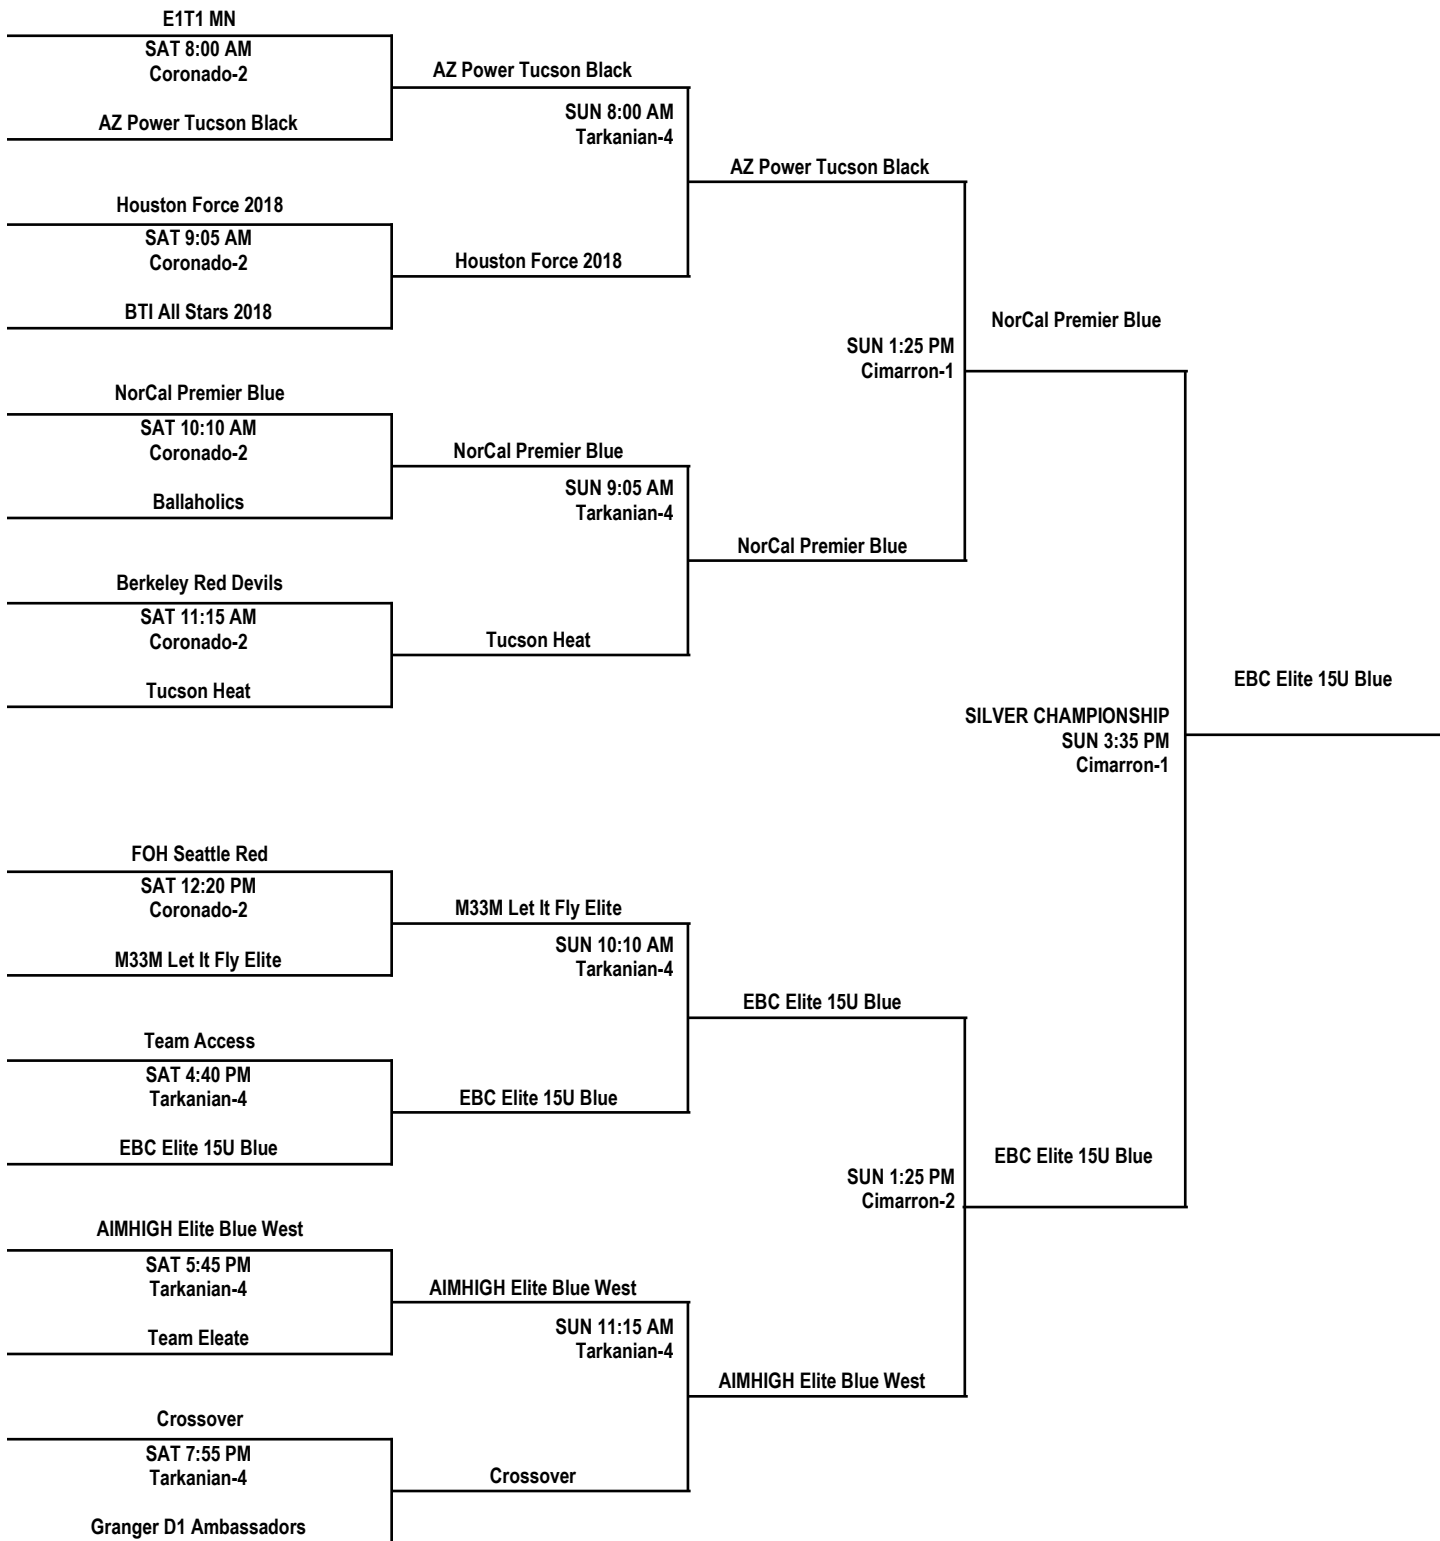 E1T1 MN
SAT 8:00 AM
Coronado-2
AZ Power Tucson Black
AZ Power Tucson Black
SUN 8:00 AM
Tarkanian-4
AZ Power Tucson Black
Houston Force 2018
SAT 9:05 AM
Coronado-2
Houston Force 2018
BTI All Stars 2018
NorCal Premier Blue
SUN 1:25 PM
Cimarron-1
NorCal Premier Blue
SAT 10:10 AM
Coronado-2
NorCal Premier Blue
Ballaholics
SUN 9:05 AM
Tarkanian-4
NorCal Premier Blue
Berkeley Red Devils
SAT 11:15 AM
Coronado-2
Tucson Heat
Tucson Heat
EBC Elite 15U Blue
SILVER CHAMPIONSHIP
SUN 3:35 PM
Cimarron-1
FOH Seattle Red
SAT 12:20 PM
Coronado-2
M33M Let It Fly Elite
M33M Let It Fly Elite
SUN 10:10 AM
Tarkanian-4
EBC Elite 15U Blue
Team Access
SAT 4:40 PM
Tarkanian-4
EBC Elite 15U Blue
EBC Elite 15U Blue
EBC Elite 15U Blue
SUN 1:25 PM
Cimarron-2
AIMHIGH Elite Blue West
SAT 5:45 PM
Tarkanian-4
AIMHIGH Elite Blue West
Team Eleate
SUN 11:15 AM
Tarkanian-4
AIMHIGH Elite Blue West
Crossover
SAT 7:55 PM
Tarkanian-4
Crossover
Granger D1 Ambassadors